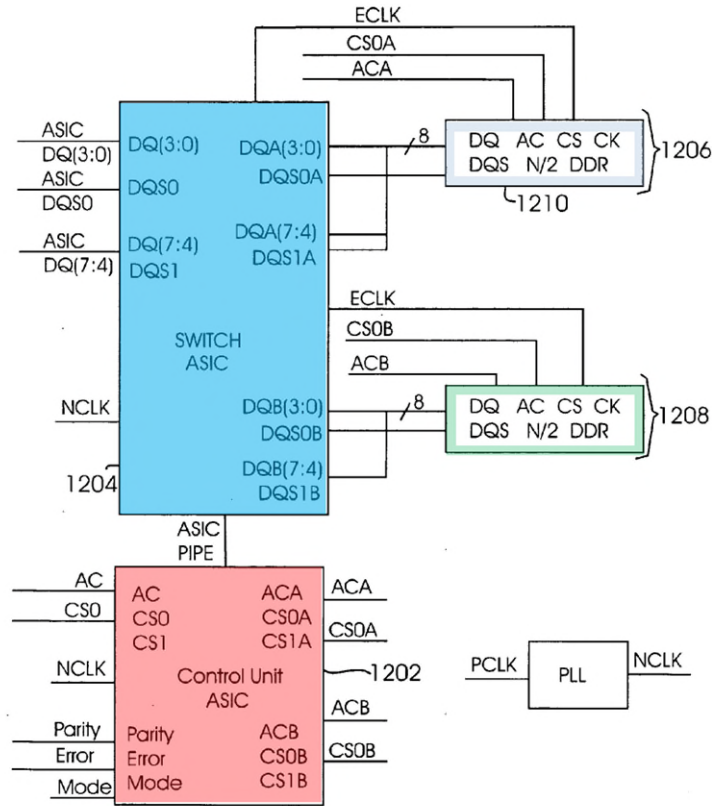 ECLK
CS0A
ACA
ASIC
DQ(3:0)
ASIC
DQS0
ASIC
DQ(7:4)
DQ(3:0)
DQS0
DQ(7:4)
DQS1
DQA(3:0)
DQS0A
DQA(7:4)
DQS1A
8
DQ AC CS CK
DQS N/2 DDR
1206
1210
SWITCH
ASIC
ECLK
CS0B
ACB
NCLK
DQB(3:0)
DQS0B
DQB(7:4)
DQS1B
8
DQ AC CS CK
DQS N/2 DDR
1208
1204
ASIC
PIPE
AC
CS0
NCLK
Parity
Error
Mode
AC
CS0
CS1
ACA
CS0A
CS1A
Control Unit
ASIC
Parity
Error
Mode
ACB
CS0B
CS1B
ACA
CS0A
1202
ACB
CS0B
PCLK
PLL
NCLK